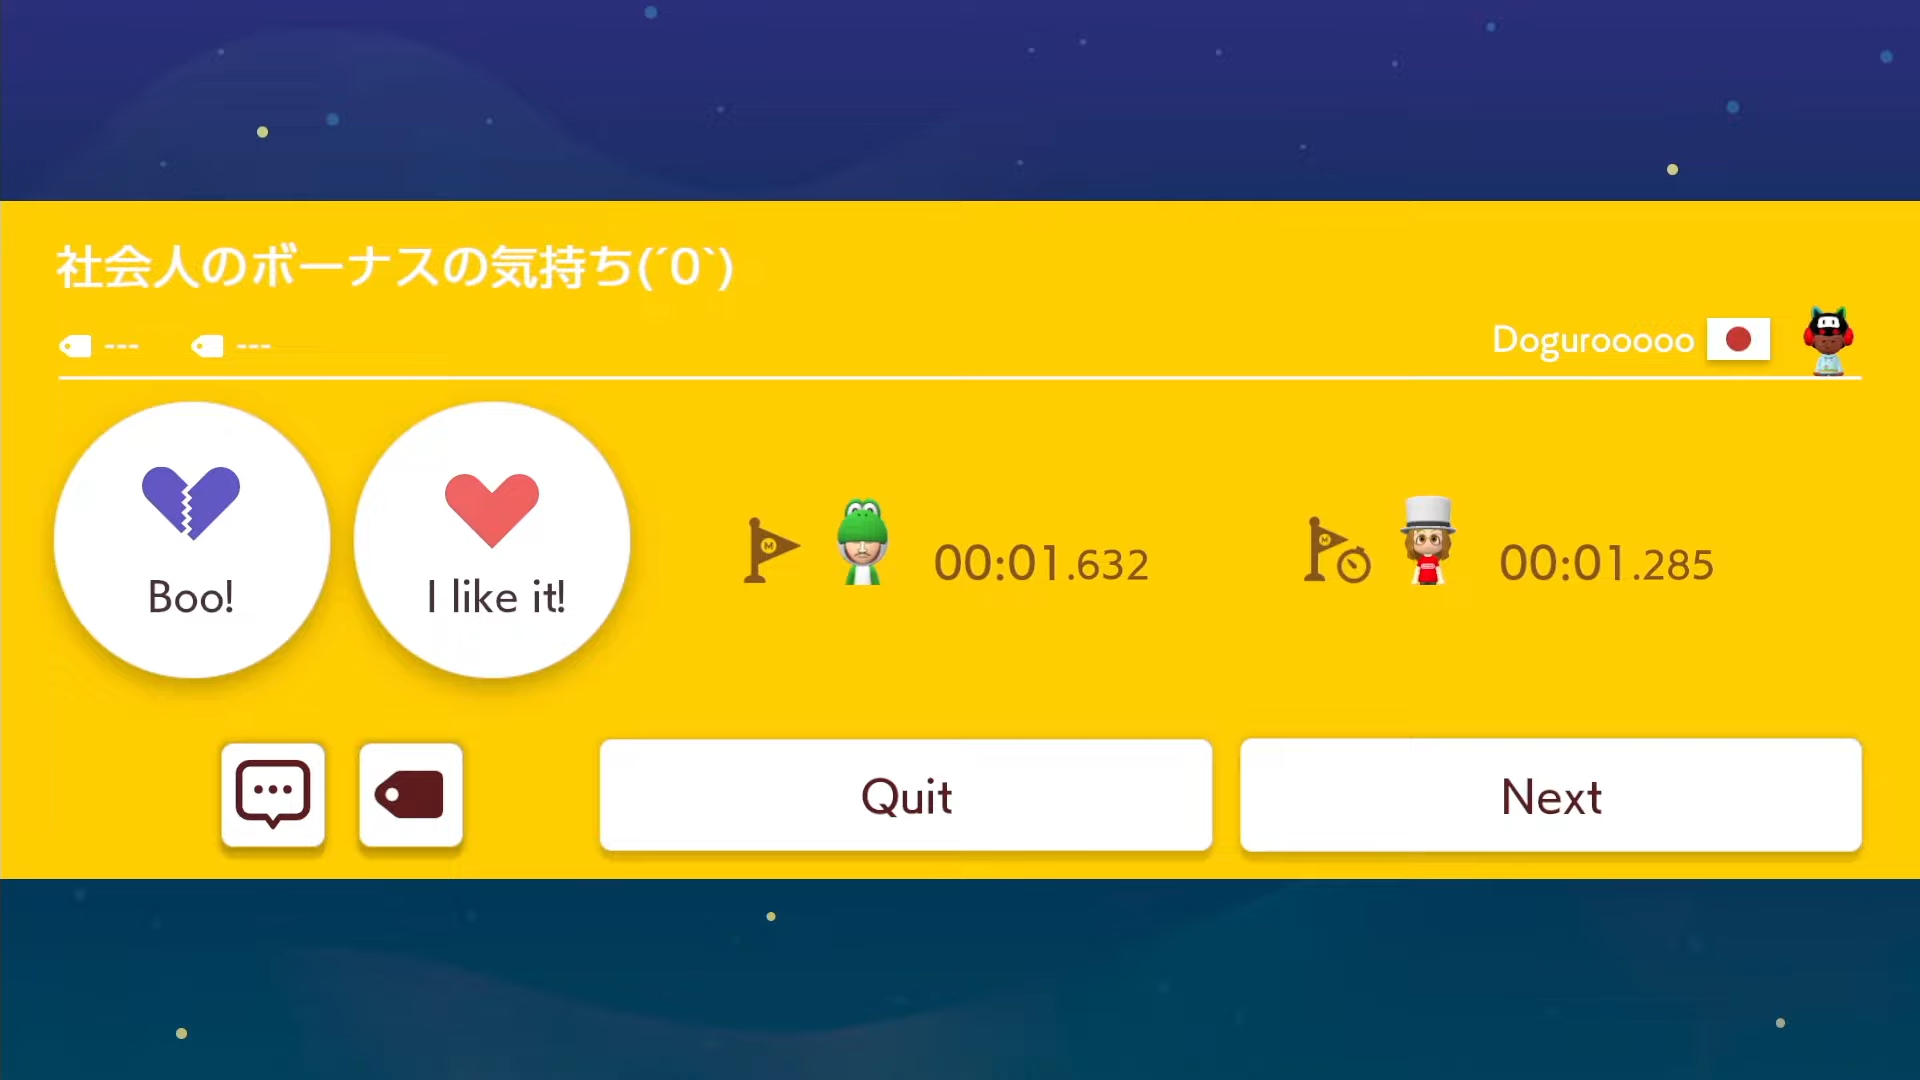 社会人のボーナスの気持ち(´O`)
--- ---
Dogurooooo
Boo!
I like it!
M 00:01.632
M 00:01.285
Quit
Next